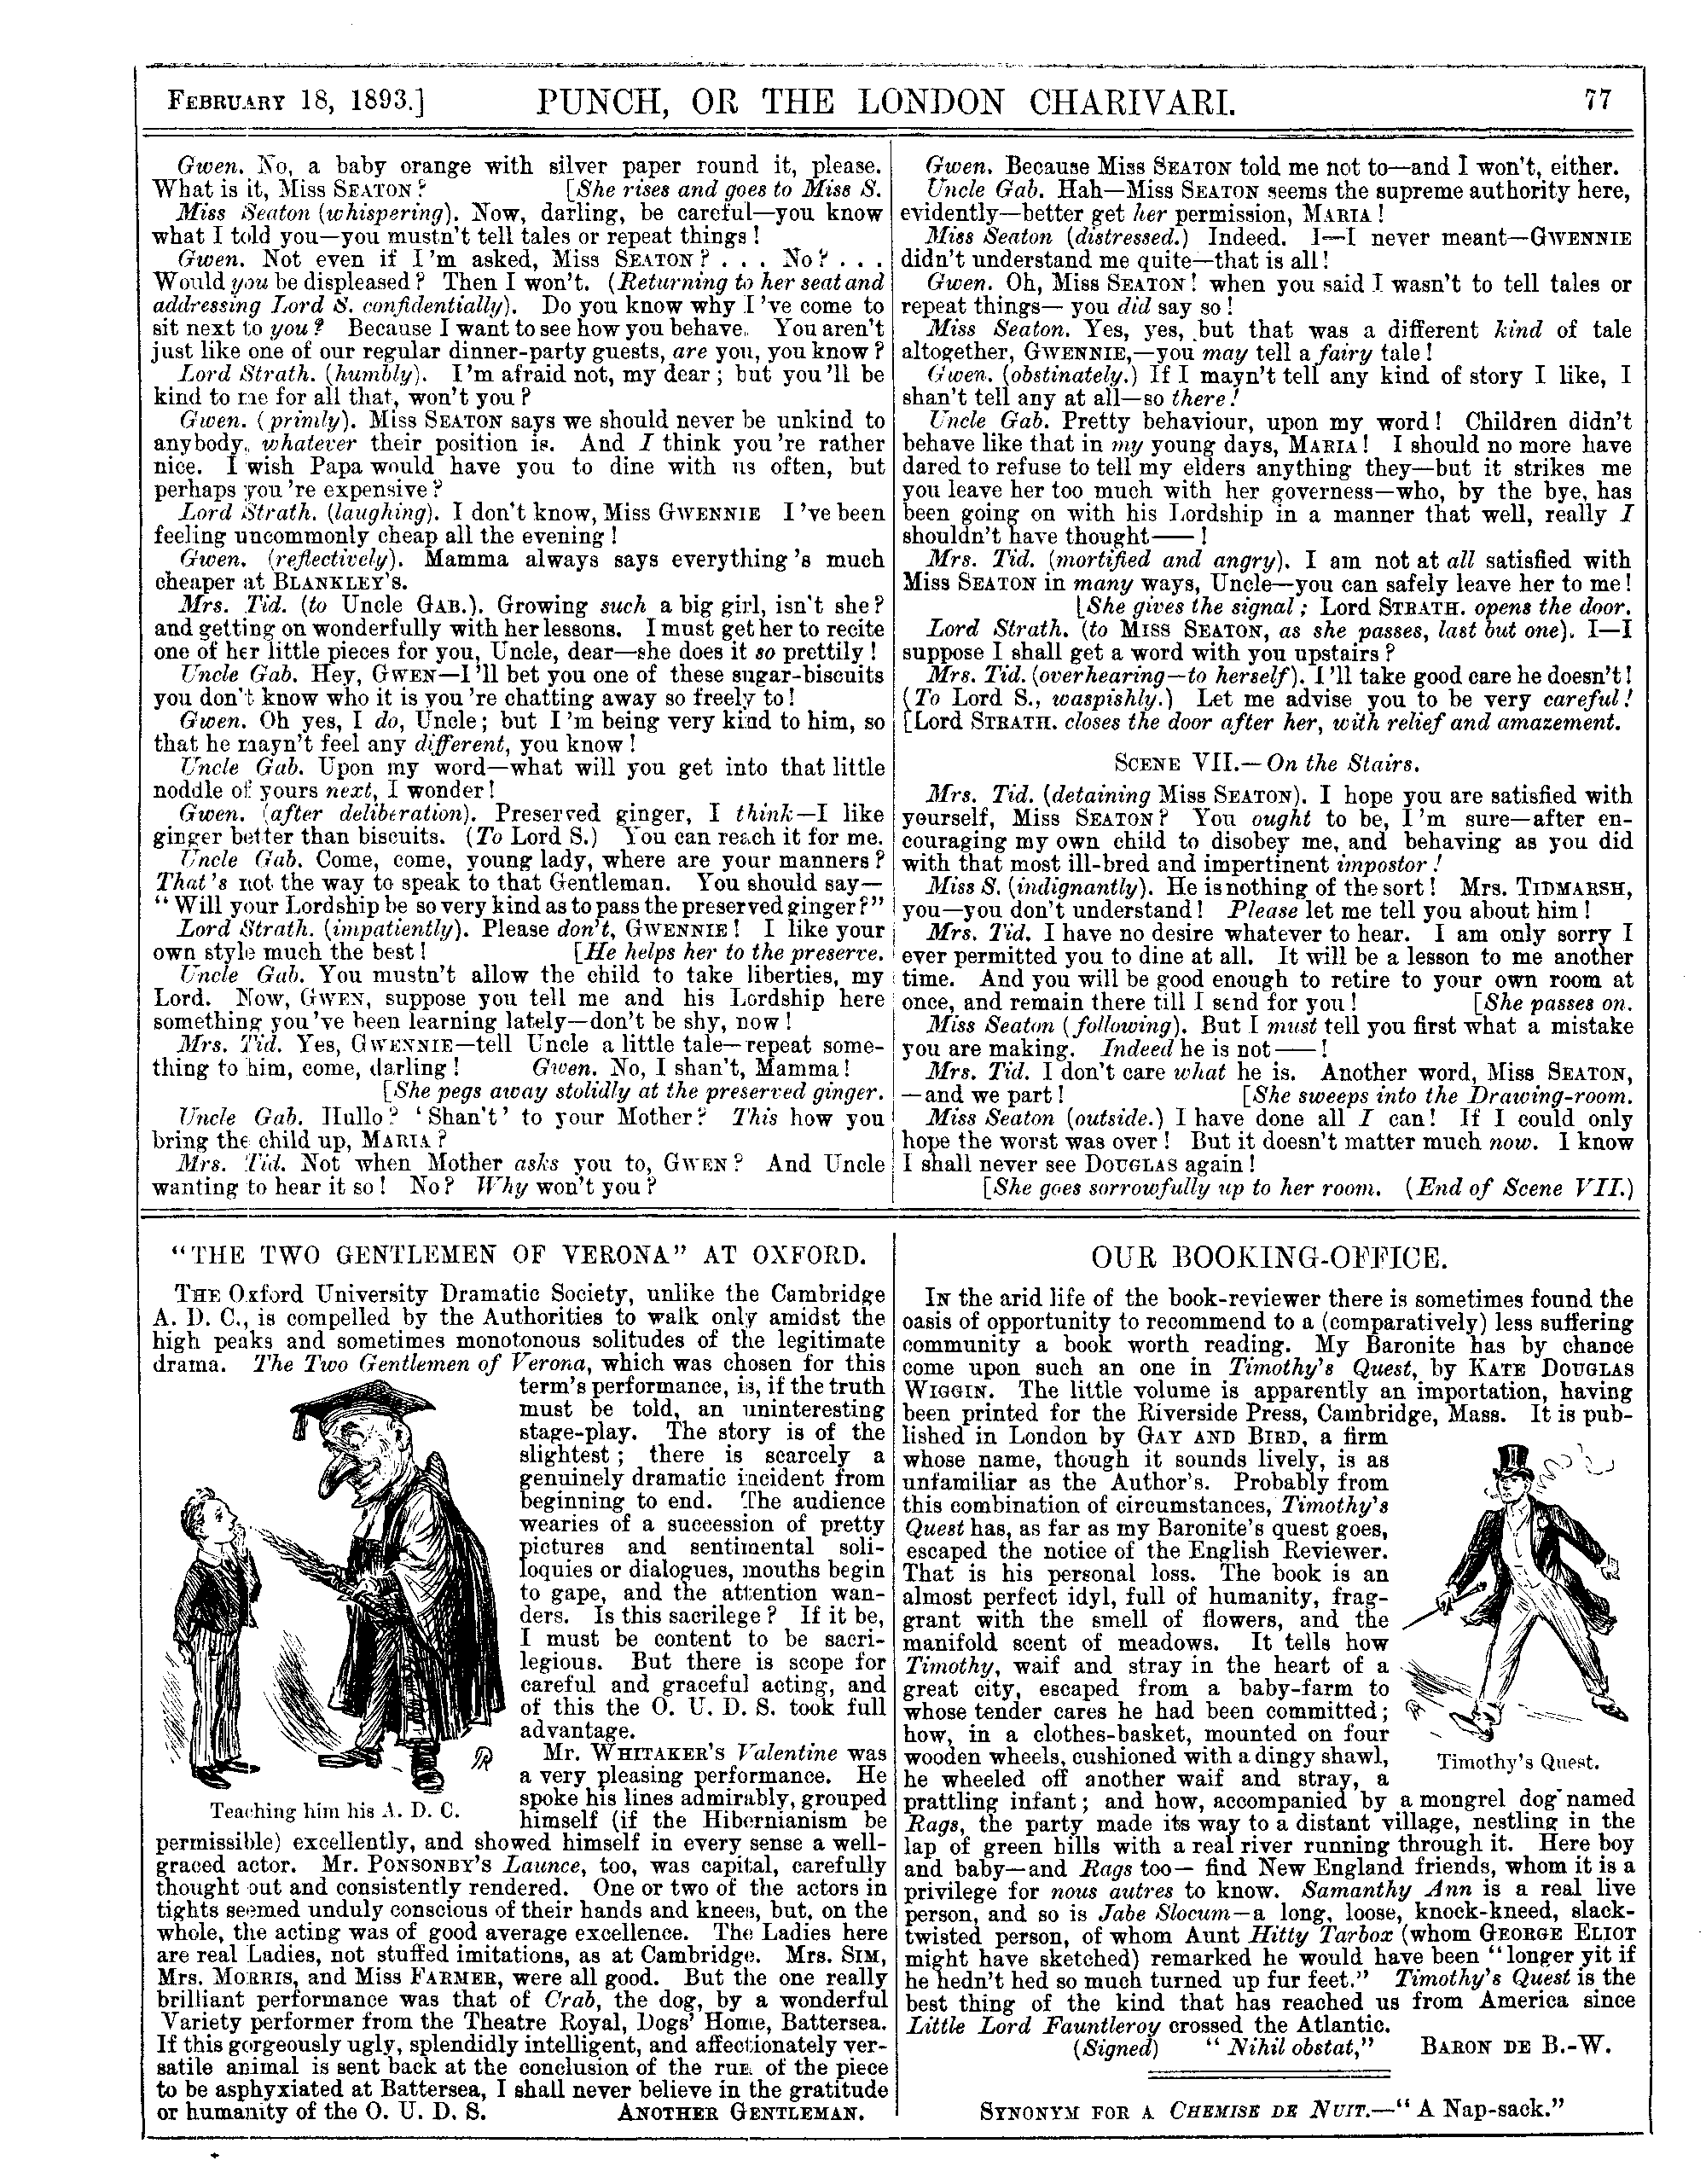 FEBRUARY 18, 1893.] PUNCH, OR THE LONDON CHARIVARI. 77
Gwen. No, a baby orange with silver paper round it, please.
What is it, Miss SEATON? [She rises and goes to Miss S.
Miss Seaton (whispering). Now, darling, be careful—you know
what I told you—you mustn't tell tales or repeat things!
Gwen. Not even if I'm asked, Miss SEATON? . . . No? . . .
Would you be displeased? Then I won't. (Returning to her seat and
addressing Lord S. confidentially). Do you know why I've come to
sit next to you? Because I want to see how you behave. You aren't
just like one of our regular dinner-party guests, are you, you know?
Lord Strath. (humbly). I'm afraid not, my dear; but you'll be
kind to me for all that, won't you?
Gwen. (primly). Miss SEATON says we should never be unkind to
anybody, whatever their position is. And I think you're rather
nice. I wish Papa would have you to dine with us often, but
perhaps you're expensive?
Lord Strath. (laughing). I don't know, Miss GWENNIE I've been
feeling uncommonly cheap all the evening!
Gwen. (reflectively). Mamma always says everything's much
cheaper at BLANKLEY'S.
Mrs. Tid. (to Uncle GAB.). Growing such a big girl, isn't she?
and getting on wonderfully with her lessons. I must get her to recite
one of her little pieces for you, Uncle, dear—she does it so prettily!
Uncle Gab. Hey, GWEN—I'll bet you one of these sugar-biscuits
you don't know who it is you're chatting away so freely to!
Gwen. Oh yes, I do, Uncle; but I'm being very kind to him, so
that he mayn't feel any different, you know!
Uncle Gab. Upon my word—what will you get into that little
noddle of yours next, I wonder!
Gwen. (after deliberation). Preserved ginger, I think—I like
ginger better than biscuits. (To Lord S.) You can reach it for me.
Uncle Gab. Come, come, young lady, where are your manners?
That's not the way to speak to that Gentleman. You should say—
"Will your Lordship be so very kind as to pass the preserved ginger?"
Lord Strath. (impatiently). Please don't, GWENNIE! I like your
own style much the best! [He helps her to the preserve.
Uncle Gab. You mustn't allow the child to take liberties, my
Lord. Now, GWEN, suppose you tell me and his Lordship here
something you've been learning lately—don't be shy, now!
Mrs. Tid. Yes, GWENNIE—tell Uncle a little tale—repeat some-
thing to him, come, darling! Gwen. No, I shan't, Mamma!
[She pegs away stolidly at the preserved ginger.
Uncle Gab. Hullo? 'Shan't' to your Mother? This how you
bring the child up, MARIA?
Mrs. Tid. Not when Mother asks you to, GWEN? And Uncle
wanting to hear it so! No? Why won't you?
Gwen. Because Miss SEATON told me not to—and I won't, either.
Uncle Gab. Hah—Miss SEATON seems the supreme authority here,
evidently—better get her permission, MARIA!
Miss Seaton (distressed.) Indeed. I—I never meant—GWENNIE
didn't understand me quite—that is all!
Gwen. Oh, Miss SEATON! when you said I wasn't to tell tales or
repeat things— you did say so!
Miss Seaton. Yes, yes, but that was a different kind of tale
altogether, GWENNIE,—you may tell a fairy tale!
Gwen. (obstinately.) If I mayn't tell any kind of story I like, I
shan't tell any at all—so there!
Uncle Gab. Pretty behaviour, upon my word! Children didn't
behave like that in my young days, MARIA! I should no more have
dared to refuse to tell my elders anything they—but it strikes me
you leave her too much with her governess—who, by the bye, has
been going on with his Lordship in a manner that well, really I
shouldn't have thought——!
Mrs. Tid. (mortified and angry). I am not at all satisfied with
Miss SEATON in many ways, Uncle—you can safely leave her to me!
[She gives the signal; Lord STRATH. opens the door.
Lord Strath. (to MISS SEATON, as she passes, last but one). I—I
suppose I shall get a word with you upstairs?
Mrs. Tid. (overhearing—to herself). I'll take good care he doesn't!
(To Lord S., waspishly.) Let me advise you to be very careful!
[Lord STRATH. closes the door after her, with relief and amazement.
SCENE VII.—On the Stairs.
Mrs. Tid. (detaining Miss SEATON). I hope you are satisfied with
yourself, Miss SEATON? You ought to be, I'm sure—after en-
couraging my own child to disobey me, and behaving as you did
with that most ill-bred and impertinent impostor!
Miss S. (indignantly). He is nothing of the sort! Mrs. TIDMARSH,
you—you don't understand! Please let me tell you about him!
Mrs. Tid. I have no desire whatever to hear. I am only sorry I
ever permitted you to dine at all. It will be a lesson to me another
time. And you will be good enough to retire to your own room at
once, and remain there till I send for you! [She passes on.
Miss Seaton (following). But I must tell you first what a mistake
you are making. Indeed he is not——!
Mrs. Tid. I don't care what he is. Another word, Miss SEATON,
—and we part! [She sweeps into the Drawing-room.
Miss Seaton (outside.) I have done all I can! If I could only
hope the worst was over! But it doesn't matter much now. I know
I shall never see DOUGLAS again!
[She goes sorrowfully up to her room. (End of Scene VII.)
"THE TWO GENTLEMEN OF VERONA" AT OXFORD.
THE Oxford University Dramatic Society, unlike the Cambridge
A. D. C., is compelled by the Authorities to walk only amidst the
high peaks and sometimes monotonous solitudes of the legitimate
drama. The Two Gentlemen of Verona, which was chosen for this
term's performance, is, if the truth
must be told, an uninteresting
stage-play. The story is of the
slightest; there is scarcely a
genuinely dramatic incident from
beginning to end. The audience
wearies of a succession of pretty
pictures and sentimental soli-
loquies or dialogues, mouths begin
to gape, and the attention wan-
ders. Is this sacrilege? If it be,
I must be content to be sacri-
legious. But there is scope for
careful and graceful acting, and
of this the O. U. D. S. took full
advantage.
Mr. WHITAKER'S Valentine was
a very pleasing performance. He
spoke his lines admirably, grouped
himself (if the Hibernianism be
Teaching him his A. D. C.
permissible) excellently, and showed himself in every sense a well-
graced actor. Mr. PONSONBY'S Launce, too, was capital, carefully
thought out and consistently rendered. One or two of the actors in
tights seemed unduly conscious of their hands and knees, but, on the
whole, the acting was of good average excellence. The Ladies here
are real Ladies, not stuffed imitations, as at Cambridge. Mrs. SIM,
Mrs. MORRIS, and Miss FARMER, were all good. But the one really
brilliant performance was that of Crab, the dog, by a wonderful
Variety performer from the Theatre Royal, Dogs' Home, Battersea.
If this gorgeously ugly, splendidly intelligent, and affectionately ver-
satile animal is sent back at the conclusion of the run of the piece
to be asphyxiated at Battersea, I shall never believe in the gratitude
or humanity of the O. U. D. S. ANOTHER GENTLEMAN.
OUR BOOKING-OFFICE.
IN the arid life of the book-reviewer there is sometimes found the
oasis of opportunity to recommend to a (comparatively) less suffering
community a book worth reading. My Baronite has by chance
come upon such an one in Timothy's Quest, by KATE DOUGLAS
WIGGIN. The little volume is apparently an importation, having
been printed for the Riverside Press, Cambridge, Mass. It is pub-
lished in London by GAY AND BIRD, a firm
whose name, though it sounds lively, is as
unfamiliar as the Author's. Probably from
this combination of circumstances, Timothy's
Quest has, as far as my Baronite's quest goes,
escaped the notice of the English Reviewer.
That is his personal loss. The book is an
almost perfect idyl, full of humanity, frag-
grant with the smell of flowers, and the
manifold scent of meadows. It tells how
Timothy, waif and stray in the heart of a
great city, escaped from a baby-farm to
whose tender cares he had been committed;
how, in a clothes-basket, mounted on four
wooden wheels, cushioned with a dingy shawl,
he wheeled off another waif and stray, a
Timothy's Quest.
prattling infant; and how, accompanied by a mongrel dog named
Rags, the party made its way to a distant village, nestling in the
lap of green hills with a real river running through it. Here boy
and baby—and Rags too— find New England friends, whom it is a
privilege for nous autres to know. Samanthy Ann is a real live
person, and so is Jabe Slocum—a long, loose, knock-kneed, slack-
twisted person, of whom Aunt Hitty Tarbox (whom GEORGE ELIOT
might have sketched) remarked he would have been "longer yit if
he hedn't hed so much turned up fur feet." Timothy's Quest is the
best thing of the kind that has reached us from America since
Little Lord Fauntleroy crossed the Atlantic.
(Signed) "Nihil obstat," BARON DE B.-W.
SYNONYM FOR A CHEMISE DE NUIT.—"A Nap-sack."